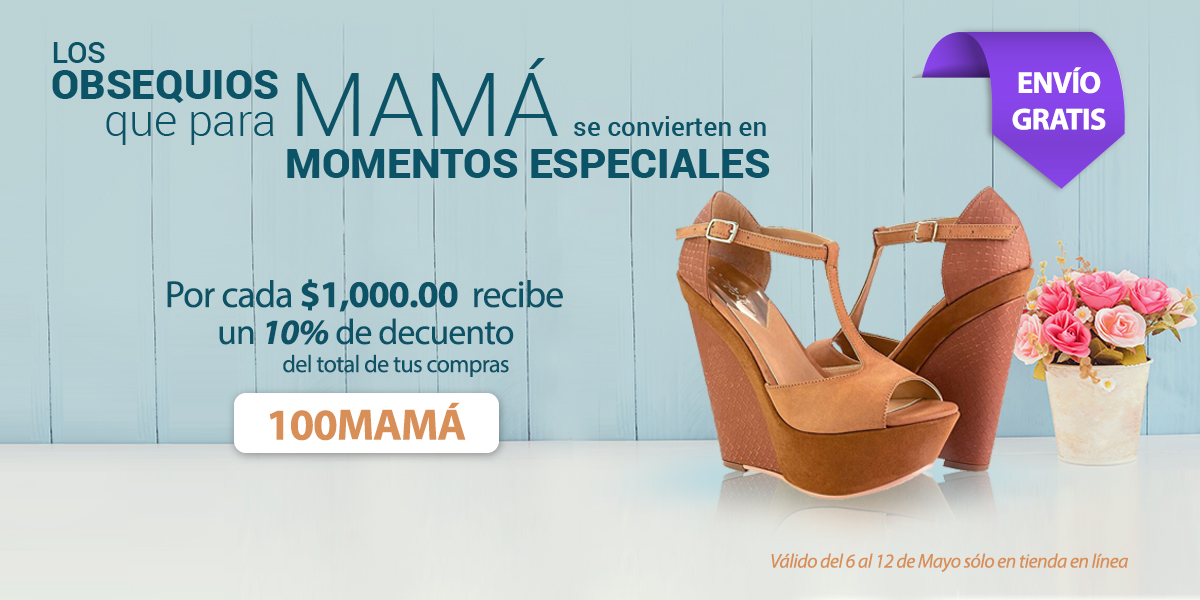 LOS
OBSEQUIOS
que para MAMÁ se convierten en
MOMENTOS ESPECIALES
ENVÍO
GRATIS
Por cada $1,000.00 recibe
un 10% de decuento
del total de tus compras
100MAMÁ
Válido del 6 al 12 de Mayo sólo en tienda en línea